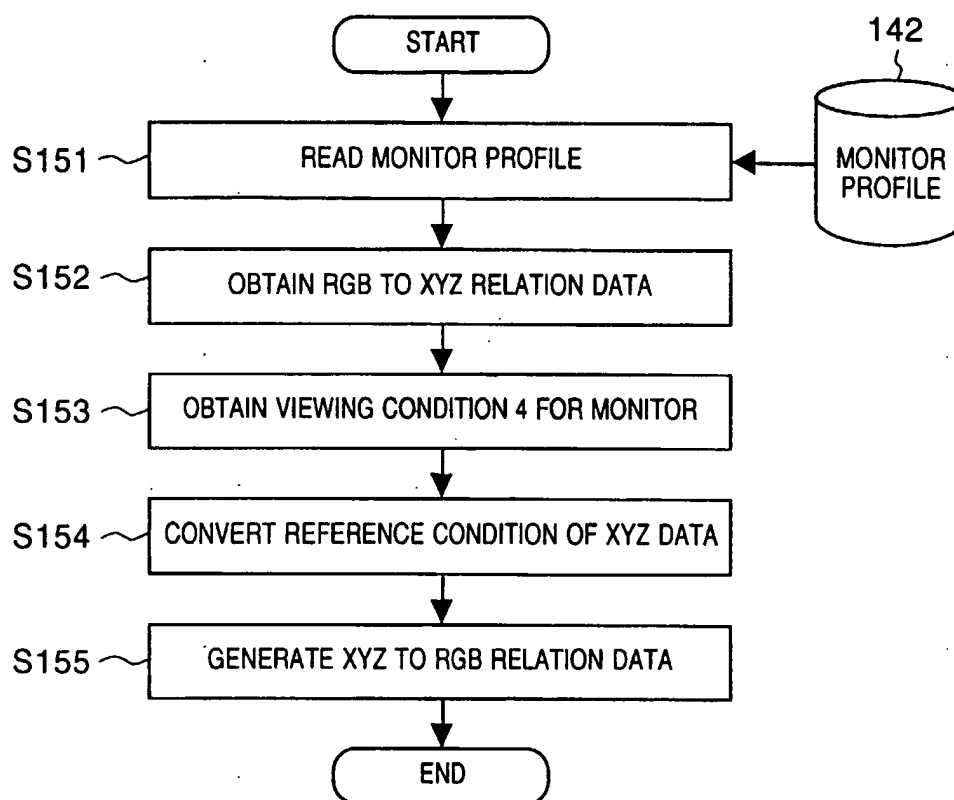 START
142
S151
READ MONITOR PROFILE
MONITOR
PROFILE
S152
OBTAIN RGB TO XYZ RELATION DATA
S153
OBTAIN VIEWING CONDITION 4 FOR MONITOR
S154
CONVERT REFERENCE CONDITION OF XYZ DATA
S155
GENERATE XYZ TO RGB RELATION DATA
END